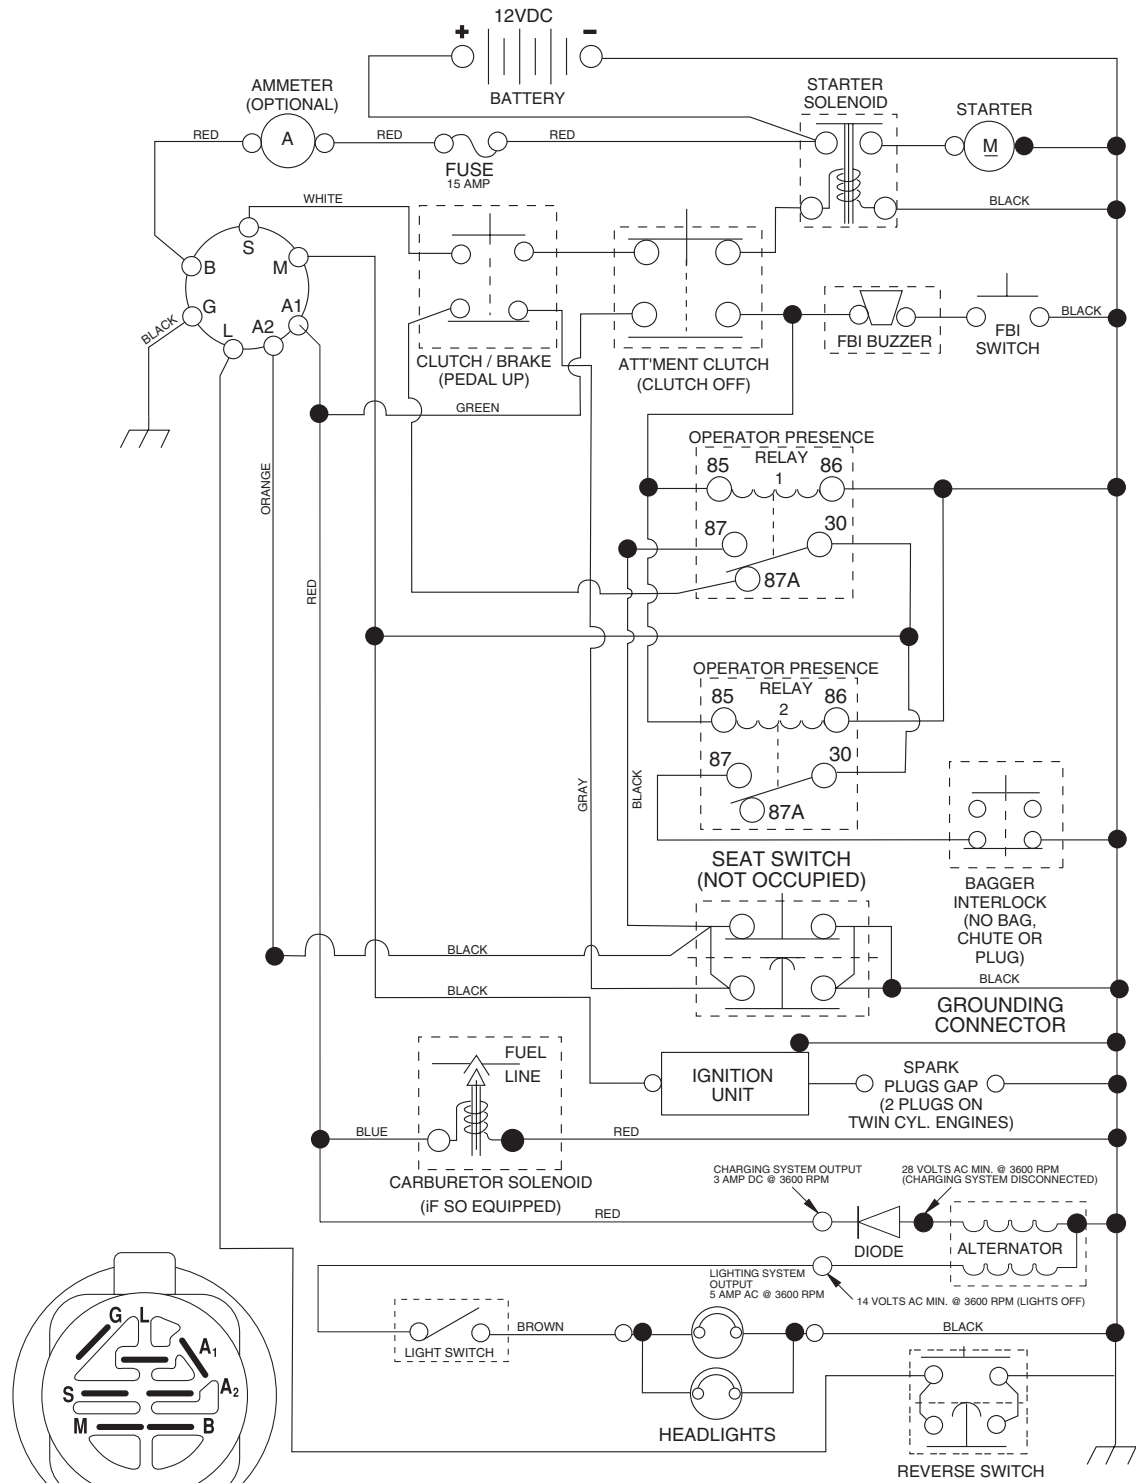 12VDC
+
-
BATTERY
AMMETER
(OPTIONAL)
STARTER
SOLENOID
STARTER
RED
A
RED
FUSE
15 AMP
RED
M
WHITE
BLACK
S
B
M
G
A1
L
A2
BLACK
CLUTCH / BRAKE
(PEDAL UP)
ATT'MENT CLUTCH
(CLUTCH OFF)
FBI BUZZER
FBI
SWITCH
BLACK
GREEN
OPERATOR PRESENCE
RELAY
1
85
86
87
30
87A
ORANGE
RED
OPERATOR PRESENCE
RELAY
2
85
86
87
30
87A
GRAY
BLACK
SEAT SWITCH
(NOT OCCUPIED)
BAGGER
INTERLOCK
(NO BAG,
CHUTE OR
PLUG)
BLACK
BLACK
BLACK
GROUNDING
CONNECTOR
FUEL
LINE
IGNITION
UNIT
SPARK
PLUGS GAP
(2 PLUGS ON
TWIN CYL. ENGINES)
BLUE
RED
CARBURETOR SOLENOID
(iF SO EQUIPPED)
CHARGING SYSTEM OUTPUT
3 AMP DC @ 3600 RPM
28 VOLTS AC MIN. @ 3600 RPM
(CHARGING SYSTEM DISCONNECTED)
RED
DIODE
ALTERNATOR
LIGHTING SYSTEM
OUTPUT
5 AMP AC @ 3600 RPM
14 VOLTS AC MIN. @ 3600 RPM (LIGHTS OFF)
BROWN
BLACK
LIGHT SWITCH
HEADLIGHTS
REVERSE SWITCH
G
L
A1
S
A2
M
B